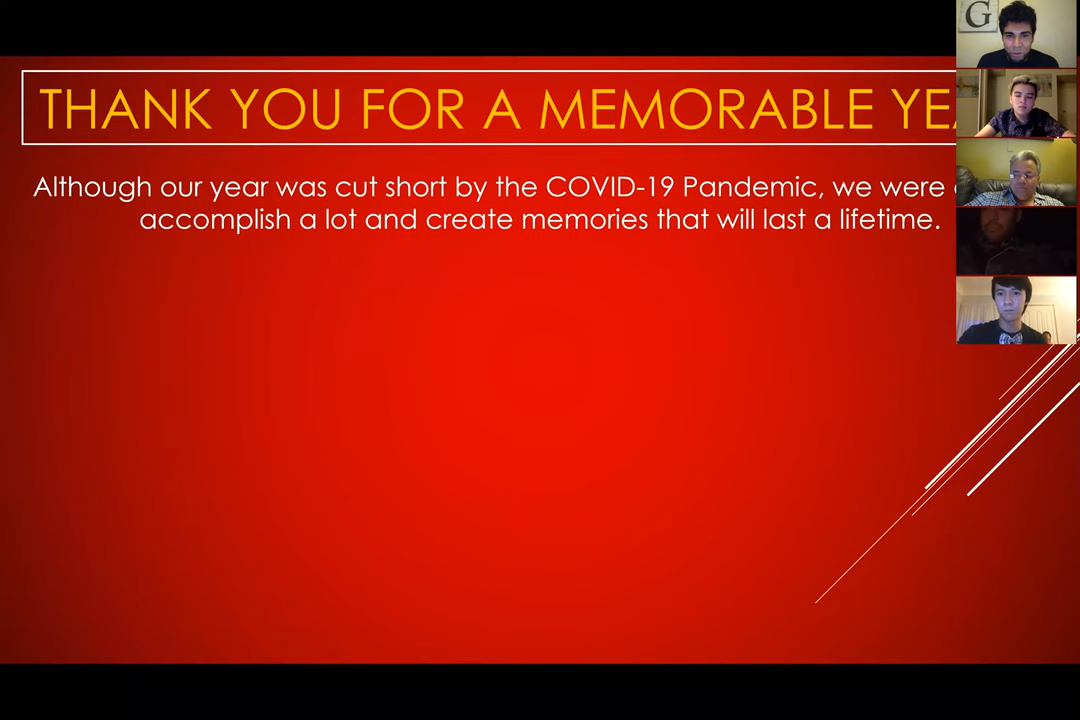 THANK YOU FOR A MEMORABLE
Although our year was cut short by the COVID-19 Pandemic, we were
accomplish a lot and create memories that will last a lifetime.
G